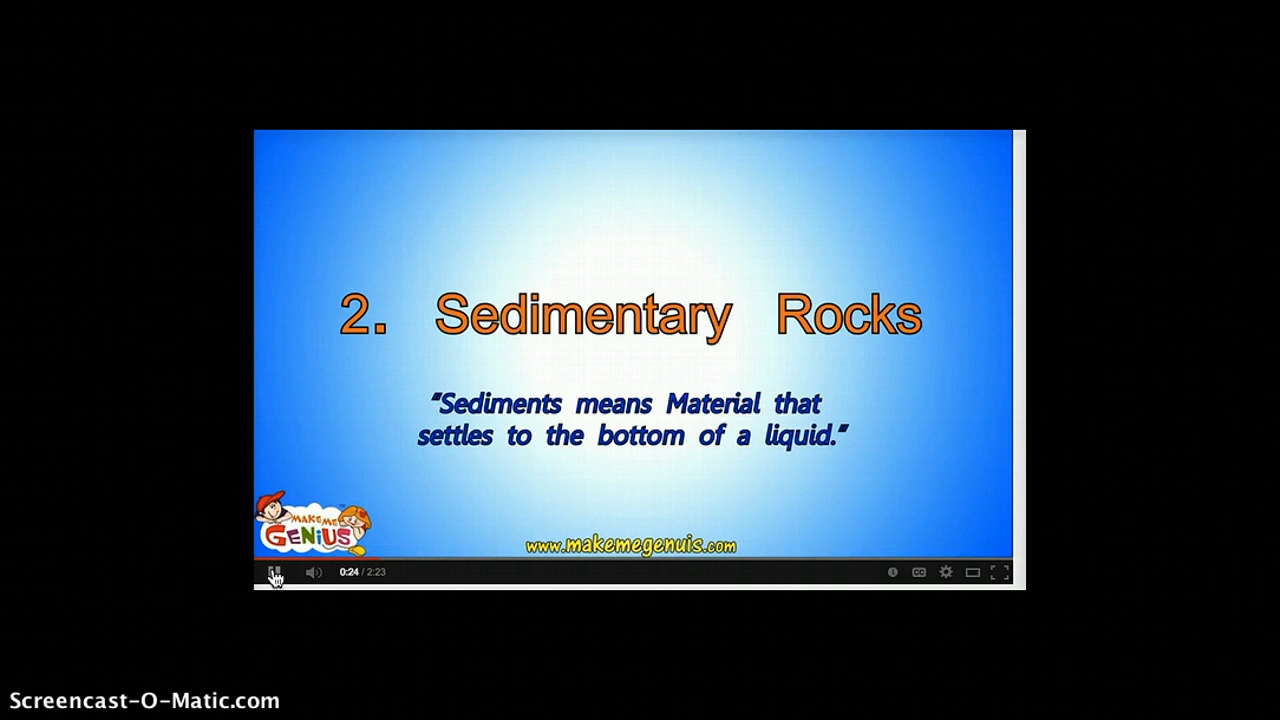 2. Sedimentary Rocks
"Sediments means Material that
settles to the bottom of a liquid."
MAKE ME
GENiUS
www.makemegenuis.com
0:24 / 2:23
CC
Screencast-O-Matic.com